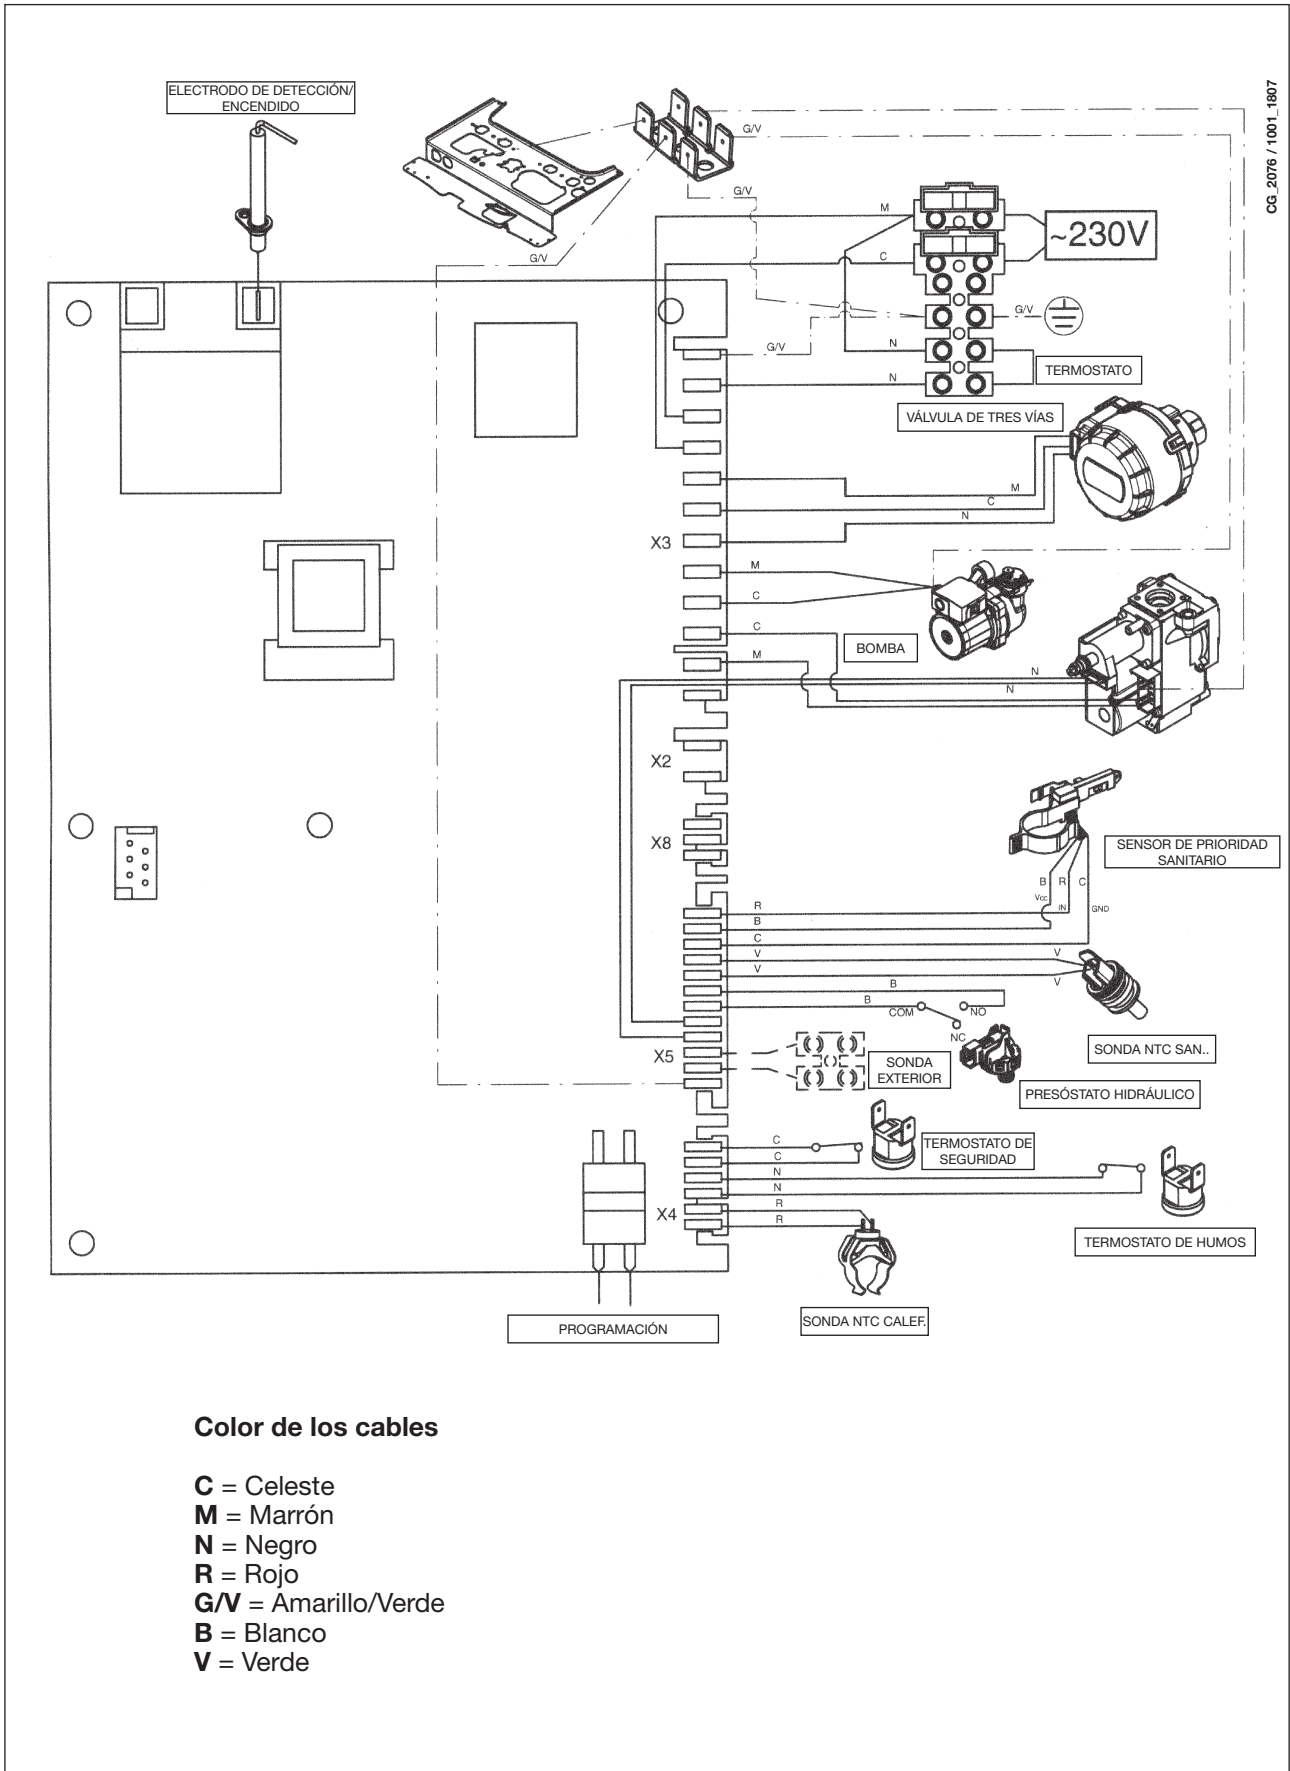 CG_2076 / 1001_1807
ELECTRODO DE DETECCIÓN/
ENCENDIDO
G/V
G/V
M
~230V
G/V
C
G/V
G/V
N
TERMOSTATO
N
VÁLVULA DE TRES VÍAS
M
C
N
X3
M
C
C
BOMBA
M
N
N
X2
X8
SENSOR DE PRIORIDAD
SANITARIO
B R C
Vcc
IN
GND
R
B
C
V
V
V
V
B
B
COM
NO
NC
X5
SONDA
EXTERIOR
SONDA NTC SAN..
PRESÓSTATO HIDRÁULICO
C
C
TERMOSTATO DE
SEGURIDAD
N
N
R
X4
R
TERMOSTATO DE HUMOS
SONDA NTC CALEF.
PROGRAMACIÓN
Color de los cables
C = Celeste
M = Marrón
N = Negro
R = Rojo
G/V = Amarillo/Verde
B = Blanco
V = Verde